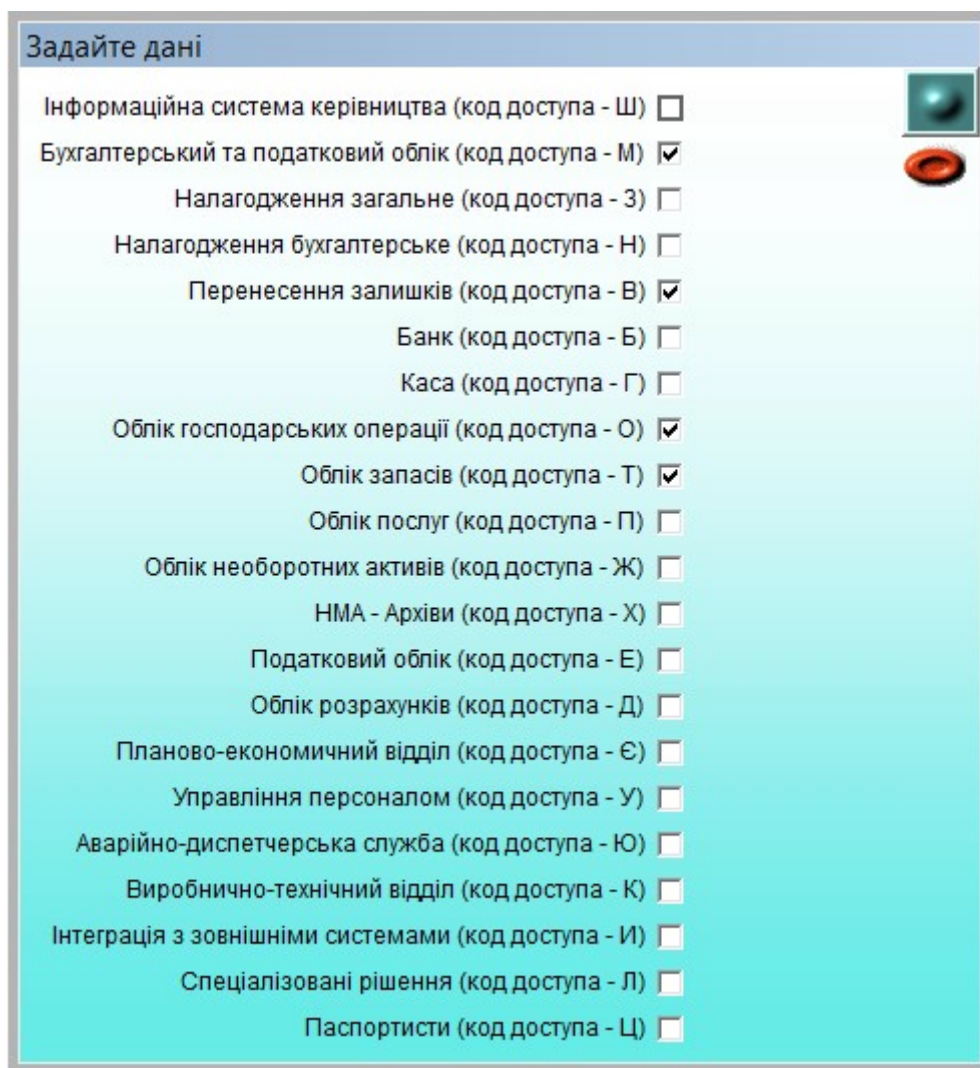 Задайте дані
Інформаційна система керівництва (код доступа - Ш)
Бухгалтерський та податковий облік (код доступа - М)
Налагодження загальне (код доступа - З)
Налагодження бухгалтерське (код доступа - Н)
Перенесення залишків (код доступа - В)
Банк (код доступа - Б)
Каса (код доступа - Г)
Облік господарських операції (код доступа - О)
Облік запасів (код доступа - Т)
Облік послуг (код доступа - П)
Облік необоротних активів (код доступа - Ж)
НМА - Архіви (код доступа - Х)
Податковий облік (код доступа - Е)
Облік розрахунків (код доступа - Д)
Планово-економичний відділ (код доступа - Є)
Управління персоналом (код доступа - У)
Аварійно-диспетчерська служба (код доступа - Ю)
Виробнично-технічний відділ (код доступа - К)
Інтеграція з зовнішніми системами (код доступа - И)
Спеціалізовані рішення (код доступа - Л)
Паспортисти (код доступа - Ц)